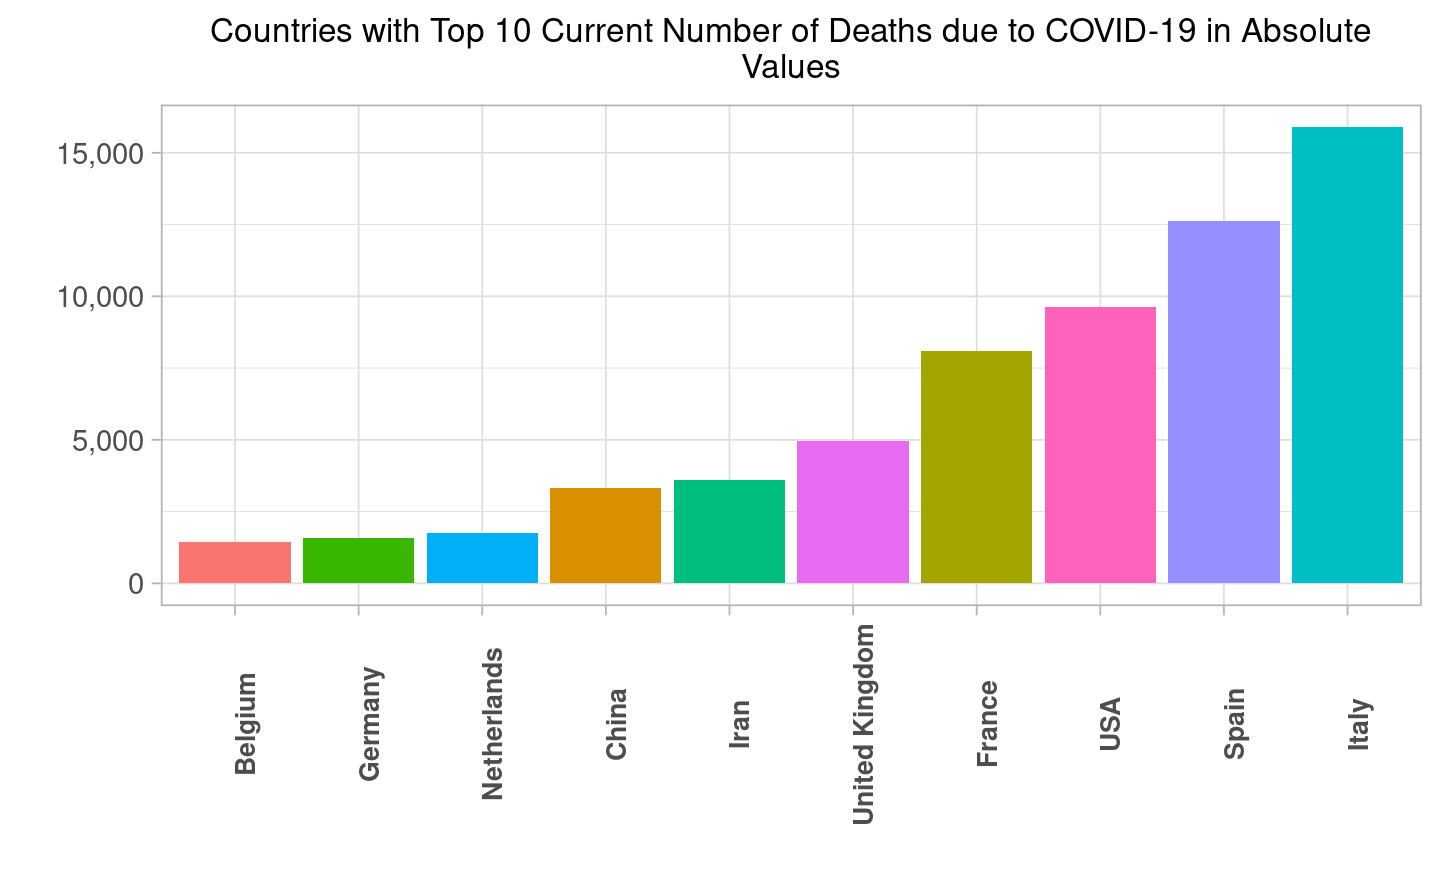 Countries with Top 10 Current Number of Deaths due to COVID-19 in Absolute
Values
15,000
10,000
5,000
0
Belgium
Germany
Netherlands
China
Iran
United Kingdom
France
USA
Spain
Italy